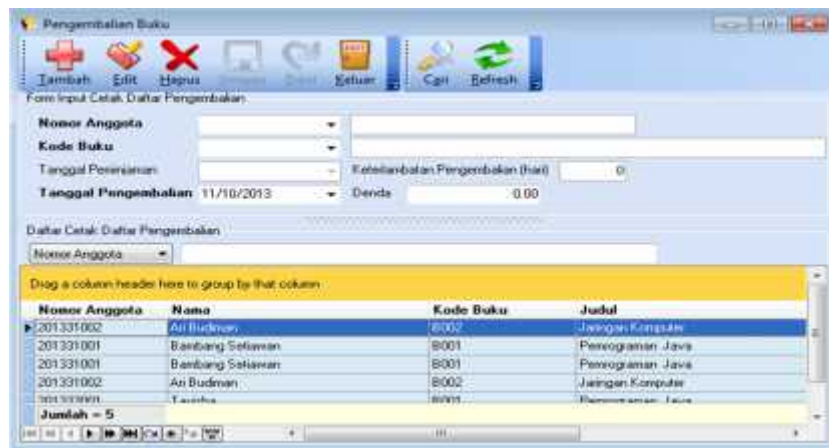 Pengembalian Buku
Tambah Edit Hapus Keluar Cari Refresh
Form Input Cetak Daftar Pengembalian
Nomor Anggota
Kode Buku
Tanggal Peminjaman Keterlambatan Pengembalian (hari) 0
Tanggal Pengembalian 11/10/2013 Denda 0.00
Daftar Cetak Daftar Pengembalian
Nomor Anggota
Drag a column header here to group by that column
Nomor Anggota Nama Kode Buku Judul
201331002 Ari Budiman B002 Jaringan Komputer
201331001 Bambang Setiawan B001 Pemrograman Java
201331001 Bambang Setiawan B001 Pemrograman Java
201331002 Ari Budiman B002 Jaringan Komputer
B001 Pemrograman Java
Jumlah = 5